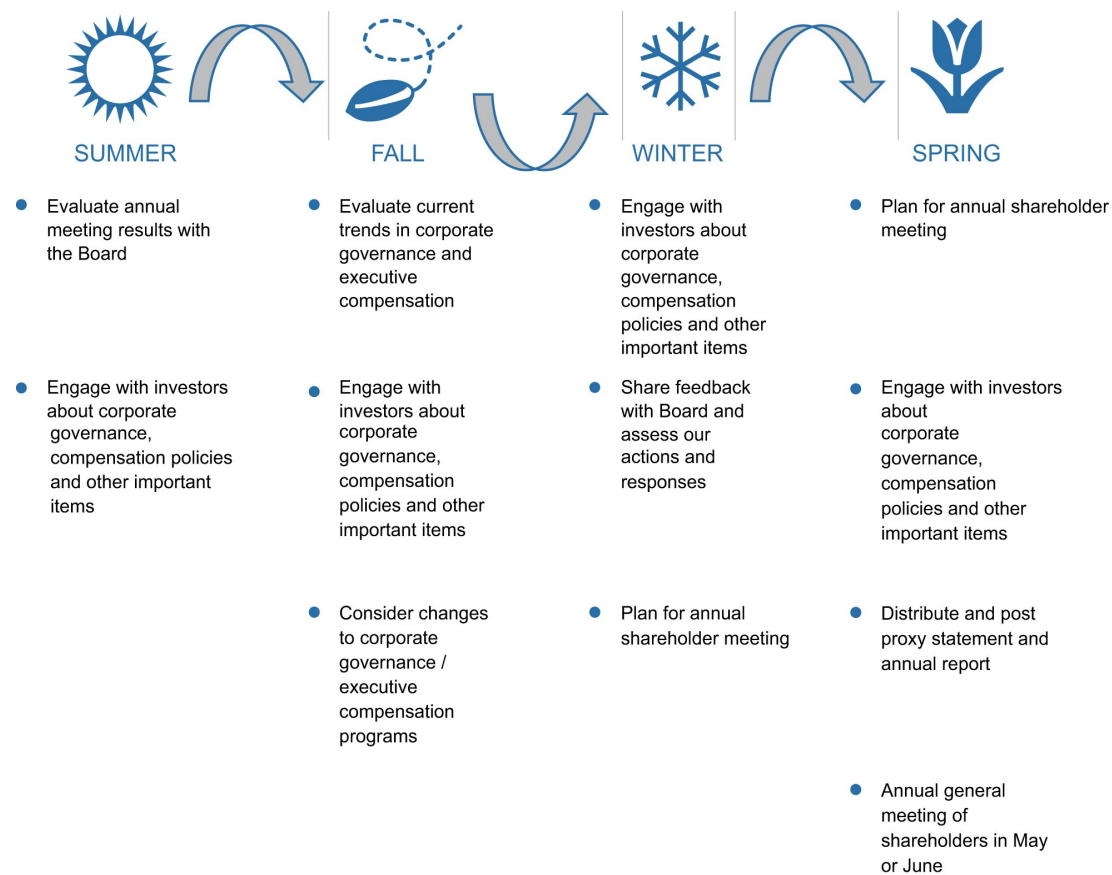 SUMMER
FALL
WINTER
SPRING
Evaluate annual
meeting results with
the Board
Engage with investors
about corporate
governance,
compensation policies
and other important
items
Evaluate current
trends in corporate
governance and
executive
compensation
Engage with
investors about
corporate
governance,
compensation
policies and other
important items
Consider changes
to corporate
governance /
executive
compensation
programs
Engage with
investors about
corporate
governance,
compensation
policies and other
important items
Share feedback
with Board and
assess our
actions and
responses
Plan for annual
shareholder meeting
Plan for annual shareholder
meeting
Engage with investors
about
corporate
governance,
compensation
policies and other
important items
Distribute and post
proxy statement and
annual report
Annual general
meeting of
shareholders in May
or June